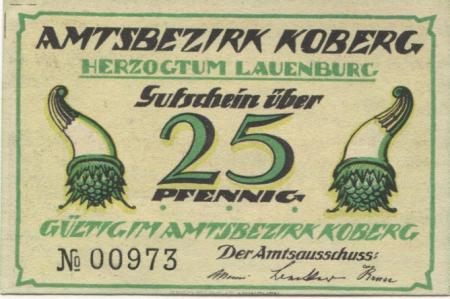 AMTSBEZIRK KOBERG
HERZOGTUM LAUENBURG
Gutschein über
25
PFENNIG
GÜLTIG IM AMTSBEZIRK KOBERG
№ 00973
Der Amtsausschuss: